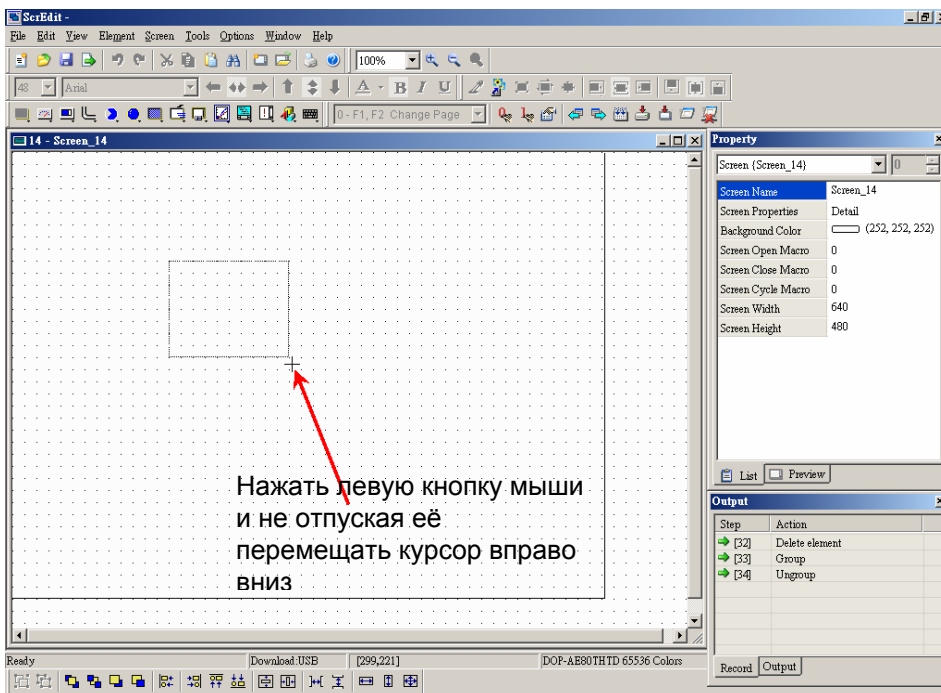 ScrEdit -
File Edit View Element Screen Tools Options Window Help
100%
48 Arial A B I U
0 - F1, F2 Change Page
14 - Screen_14
Нажать левую кнопку мыши
и не отпуская её
перемещать курсор вправо
вниз
Property
Screen {Screen_14} 0
Screen Name Screen_14
Screen Properties Detail
Background Color (252, 252, 252)
Screen Open Macro 0
Screen Close Macro 0
Screen Cycle Macro 0
Screen Width 640
Screen Height 480
List Preview
Output
Step Action
[32] Delete element
[33] Group
[34] Ungroup
Record Output
Ready Download:USB [299,221] DOP-AE80THTD 65536 Colors